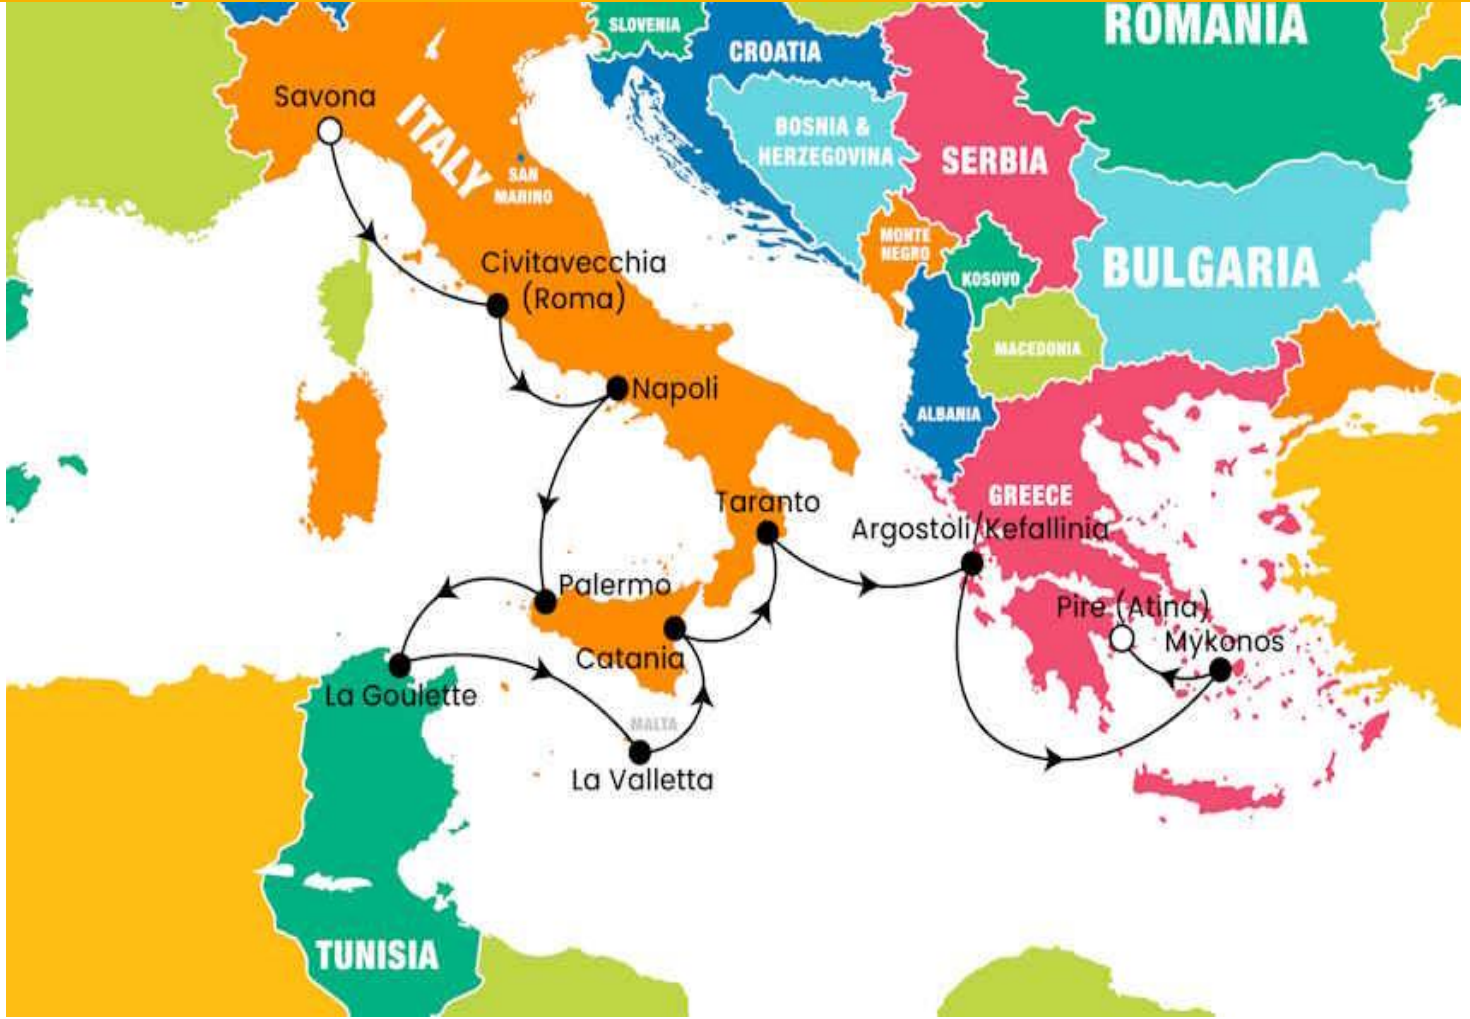 SLOVENIA
ROMANIA
CROATIA
Savona
ITALY
BOSNIA &
HERZEGOVINA
SERBIA
SAN
MARINO
MONTE
NEGRO
KOSOVO
BULGARIA
Civitavecchia
(Roma)
MACEDONIA
Napoli
ALBANIA
GREECE
Taranto
Argostoli/Kefallinia
Palermo
Pire (Atina)
Mykonos
Catania
La Goulette
MALTA
La Valletta
TUNISIA